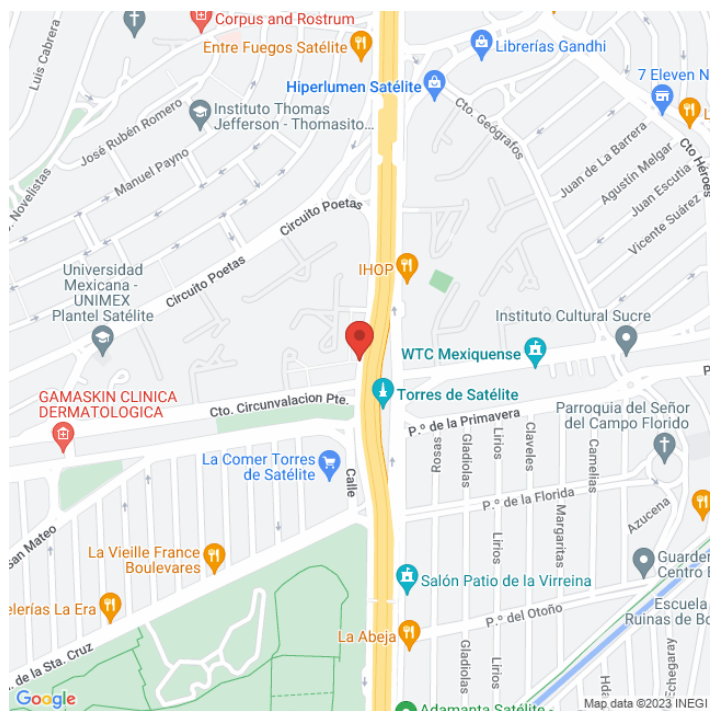 Corpus and Rostrum
Entre Fuegos Satélite
Librerías Gandhi
Luis Cabrera
Hiperlumen Satélite
7 Eleven N
L
Instituto Thomas
Jefferson - Thomasito...
Cto. Geógrafos
Cto Héroes
José Rubén Romero
Juan de La Barrera
Agustín Melgar
Manuel Payno
Juan Escutia
o. Novelistas
Vicente Suárez
Circuito Poetas
Universidad
Mexicana -
UNIMEX
Plantel Satélite
Circuito Poetas
IHOP
Instituto Cultural Sucre
WTC Mexiquense
P
GAMASKIN CLINICA
DERMATOLOGICA
Cto. Circunvalacion Pte.
Torres de Satélite
P.º de la Primavera
Parroquia del Señor
del Campo Florido
La Comer Torres
de Satélite
Calle
Rosas
Gladiolas
Lirios
Claveles
Camelias
P.º de la Florida
Lirios
Margaritas
Azucena
San Mateo
La Vieille France
Boulevares
Guarder
Centro E
Salón Patio de la Virreina
elerías La Era
Escuela
Ruinas de Bo
P.º del Otoño
La Abeja
. de la Sta. Cruz
Gladiolas
Lirios
Hda
Echegaray
Google
Adamanta Satélite -
Map data ©2023 INEGI